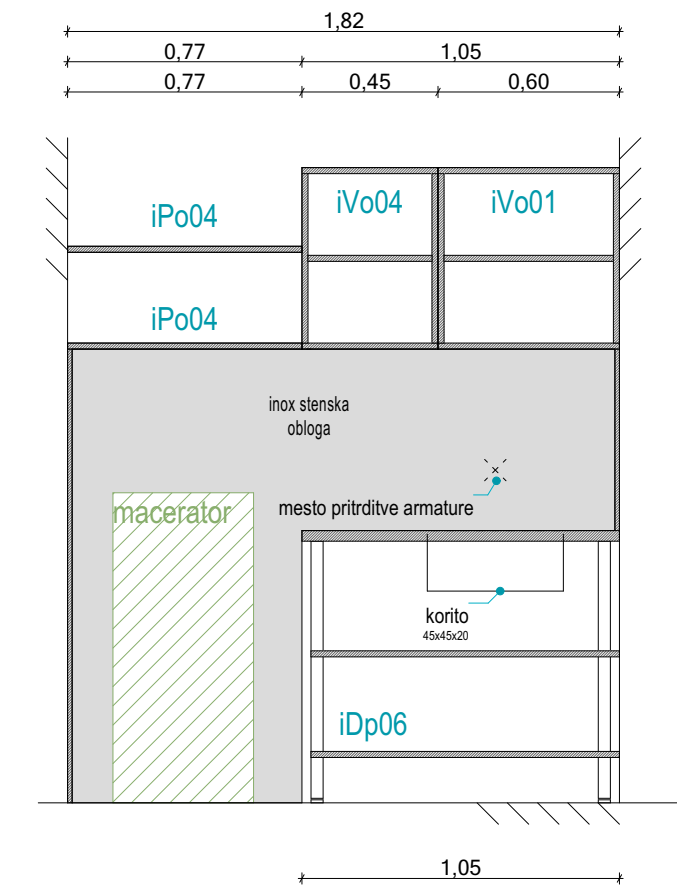 1,82
0,77 1,05
0,77 0,45 0,60
iPo04 iVo04 iVo01
iPo04
inox stenska
obloga
macerator mesto pritrditve armature
korito
45x45x20
iDp06
1,05